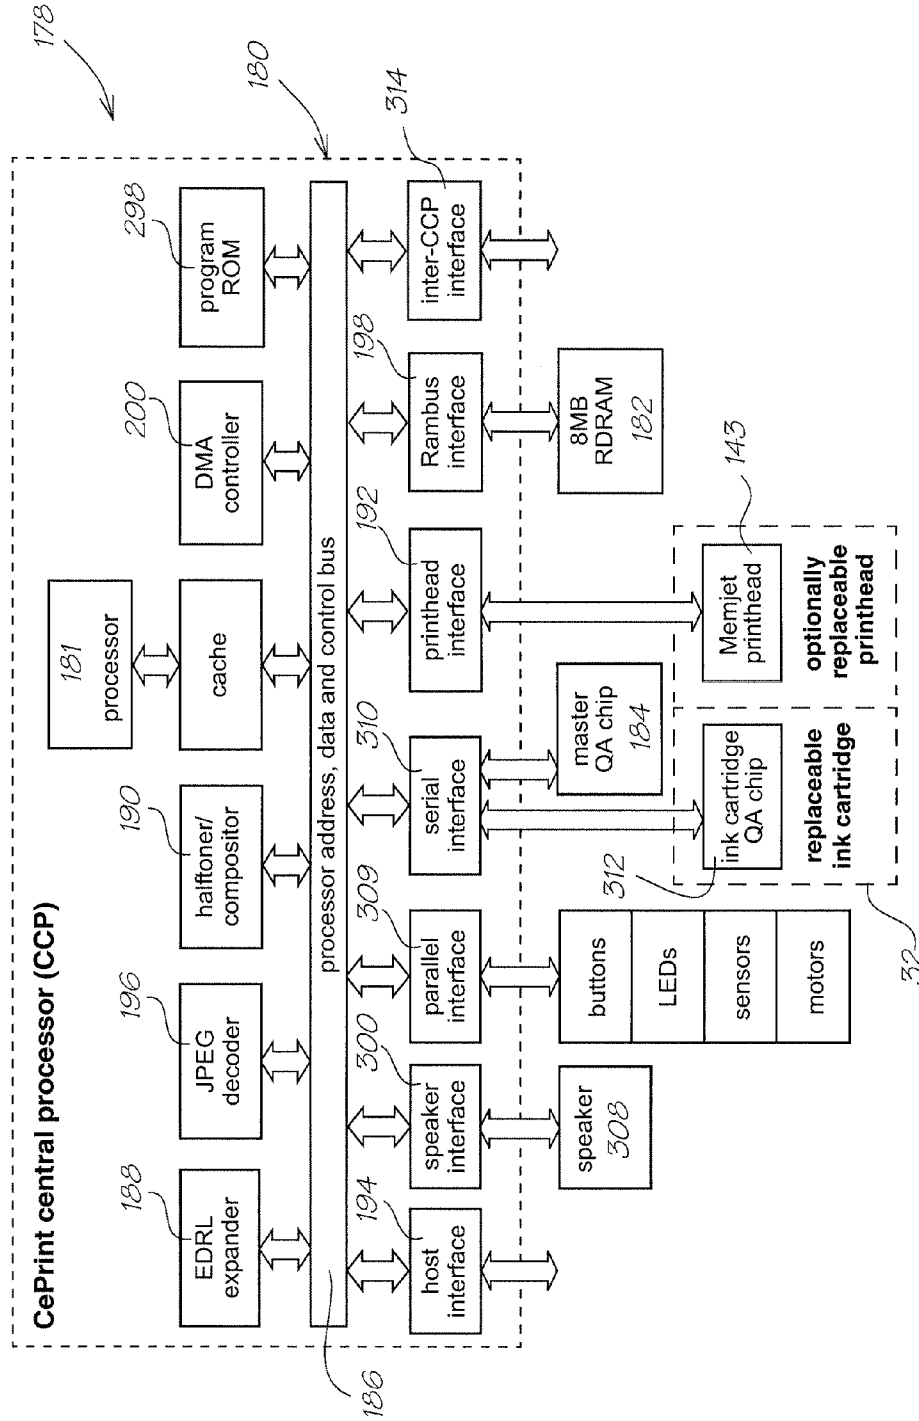 178
CePrint central processor (CCP)
180
181
processor
188
EDRL
expander
196
JPEG
decoder
190
halftoner/
compositor
cache
200
DMA
controller
298
program
ROM
186
processor address, data and control bus
194
host
interface
300
speaker
interface
309
parallel
interface
310
serial
interface
192
printhead
interface
198
Rambus
interface
314
inter-CCP
interface
speaker
308
buttons
LEDs
sensors
motors
master
QA chip
184
8MB
RDRAM
182
312
ink cartridge
QA chip
replaceable
ink cartridge
32
143
Memjet
printhead
optionally
replaceable
printhead